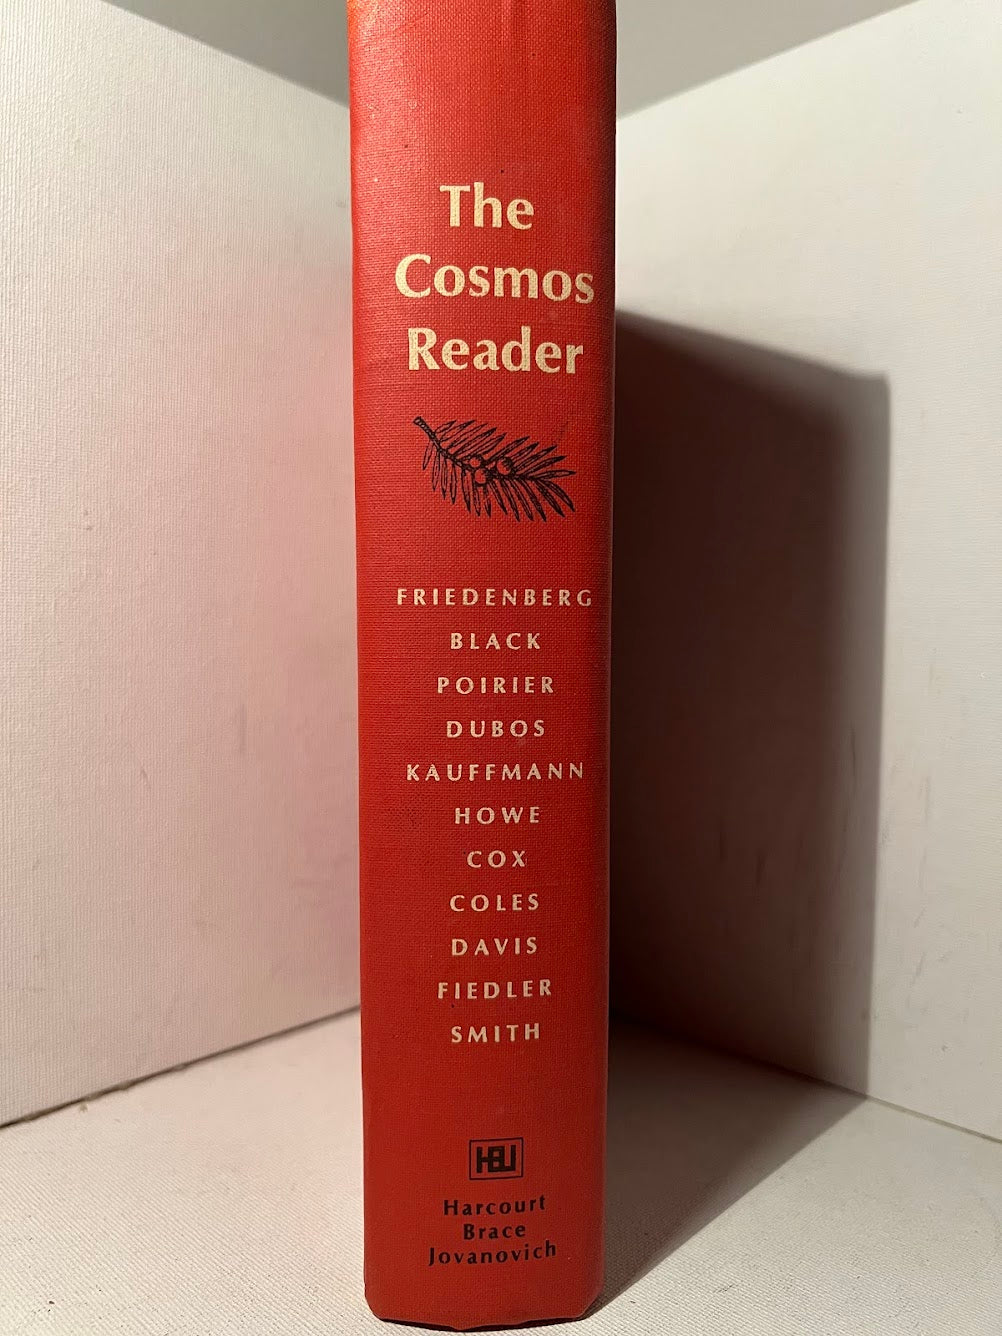 The
Cosmos
Reader
FRIEDENBERG
BLACK
POIRIER
DUBOS
KAUFFMANN
HOWE
COX
COLES
DAVIS
FIEDLER
SMITH
HBJ
Harcourt
Brace
Jovanovich